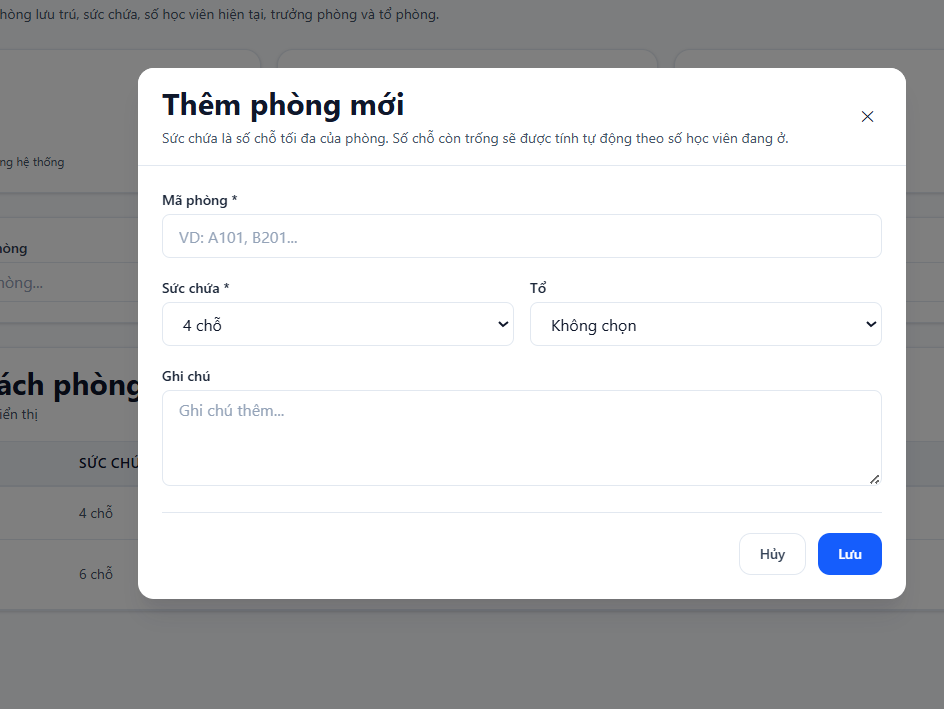 hòng lưu trú, sức chứa, số học viên hiện tại, trưởng phòng và tổ phòng.
Thêm phòng mới
Sức chứa là số chỗ tối đa của phòng. Số chỗ còn trống sẽ được tính tự động theo số học viên đang ở.
ng hệ thống
Mã phòng *
VD: A101, B201...
òng
hòng...
Sức chứa *
Tổ
4 chỗ
Không chọn
Ghi chú
Ghi chú thêm...
ách phòng
iển thị
SỨC CHỨ
4 chỗ
Hủy
Lưu
6 chỗ